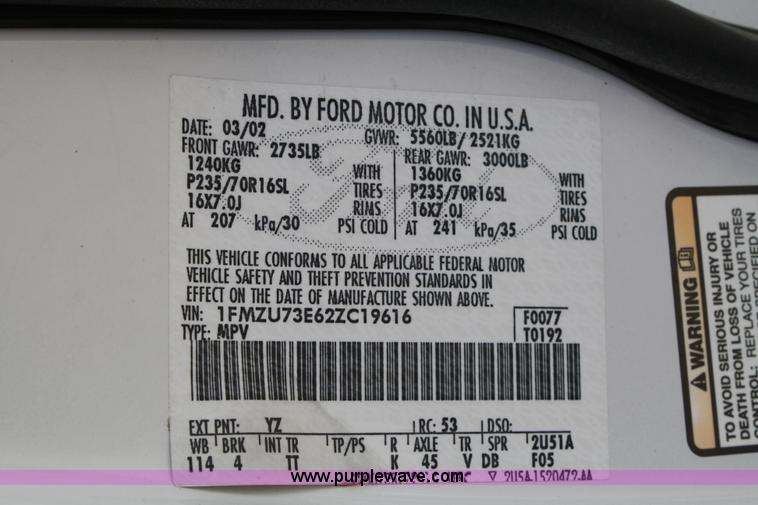 MFD. BY FORD MOTOR CO. IN U.S.A.
DATE: 03/02 GVWR: 5560LB/ 2521KG
FRONT GAWR: 2735LB REAR GAWR: 3000LB
1240KG WITH 1360KG WITH
P235/70R16SL TIRES P235/70R16SL TIRES
16X7.0J RIMS 16X7.0J RIMS
AT 207 kPa/30 PSI COLD AT 241 kPa/35 PSI COLD
THIS VEHICLE CONFORMS TO ALL APPLICABLE FEDERAL MOTOR
VEHICLE SAFETY AND THEFT PREVENTION STANDARDS IN
EFFECT ON THE DATE OF MANUFACTURE SHOWN ABOVE.
VIN: 1FMZU73E62ZC19616 F0077
TYPE: MPV T0192
EXT PNT: YZ RC: 53 DSO:
WB BRK INT TR TP/PS R AXLE TR SPR 2U51A
114 4 TT K 45 V DB F05
www.purplewave.com
WARNING
TO AVOID SERIOUS INJURY OR
DEATH FROM LOSS OF VEHICLE
CONTROL: REPLACE YOUR TIRES